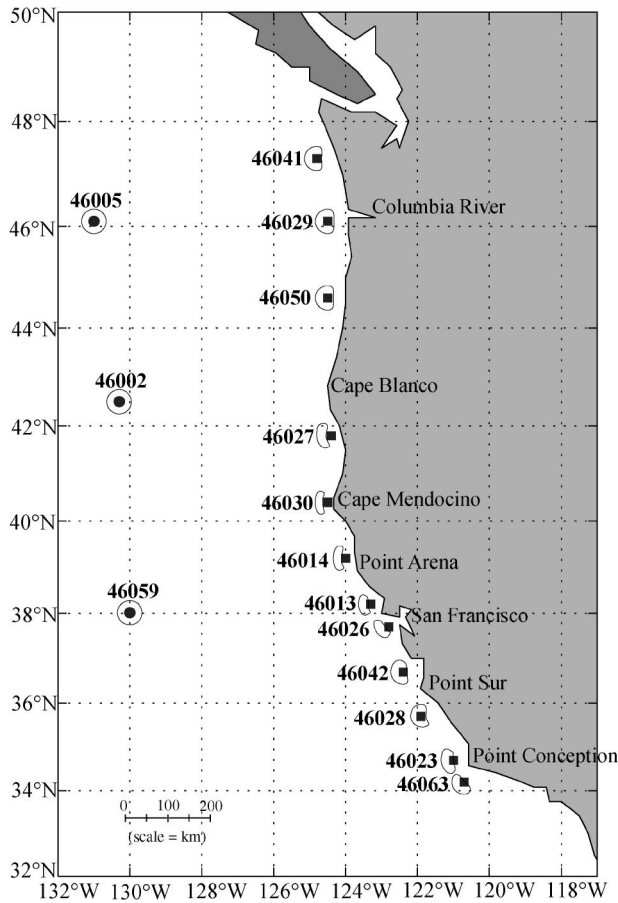 50°N
48°N
46041
46005
Columbia River
46029
46°N
46050
44°N
46002
Cape Blanco
42°N
46027
46030
Cape Mendocino
40°N
46014
Point Arena
46059
46013
San Francisco
38°N
46026
46042
Point Sur
36°N
46028
Point Conception
46023
46063
34°N
0 100 200
(scale = km)
32°N
132°W 130°W 128°W 126°W 124°W 122°W 120°W 118°W